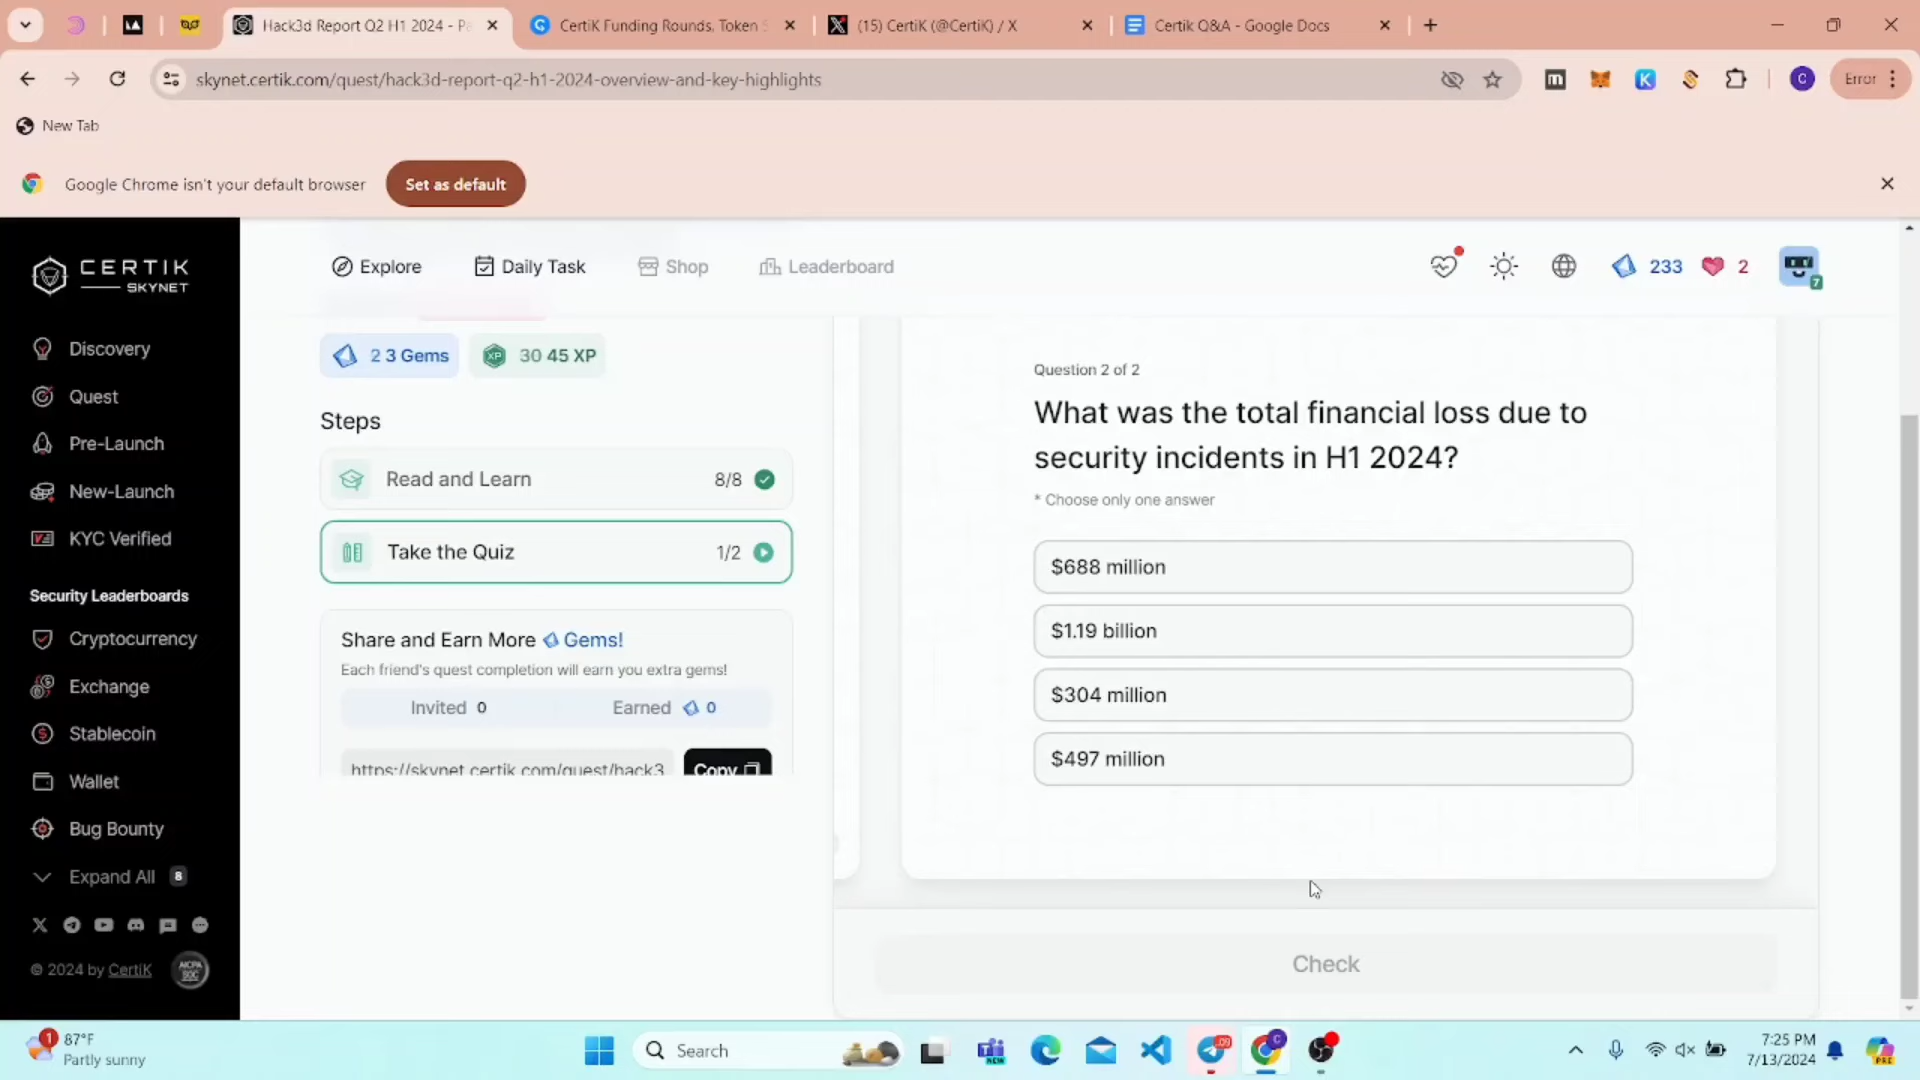 Hack3d Report Q2 H1 2024 - Pa
CertiK Funding Rounds, Token S
(15) CertiK (@CertiK) / X
Certik Q&A - Google Docs
skynet.certik.com/quest/hack3d-report-q2-h1-2024-overview-and-key-highlights
C
Error
New Tab
Google Chrome isn't your default browser
Set as default
CERTIK
SKYNET
Explore
Daily Task
Shop
Leaderboard
233
2
7
Discovery
Quest
Pre-Launch
New-Launch
KYC Verified
Security Leaderboards
Cryptocurrency
Exchange
Stablecoin
Wallet
Bug Bounty
Expand All 8
© 2024 by CertiK
AICPA
SOC
2 3 Gems
XP 30 45 XP
Steps
Read and Learn 8/8
Take the Quiz 1/2
Share and Earn More Gems!
Each friend's quest completion will earn you extra gems!
Invited 0 Earned 0
https://skynet.certik.com/quest/hack3
Copy
Question 2 of 2
What was the total financial loss due to
security incidents in H1 2024?
* Choose only one answer
$688 million
$1.19 billion
$304 million
$497 million
Check
1
87°F
Partly sunny
Search
NEW
C
7:25 PM
7/13/2024
PRE